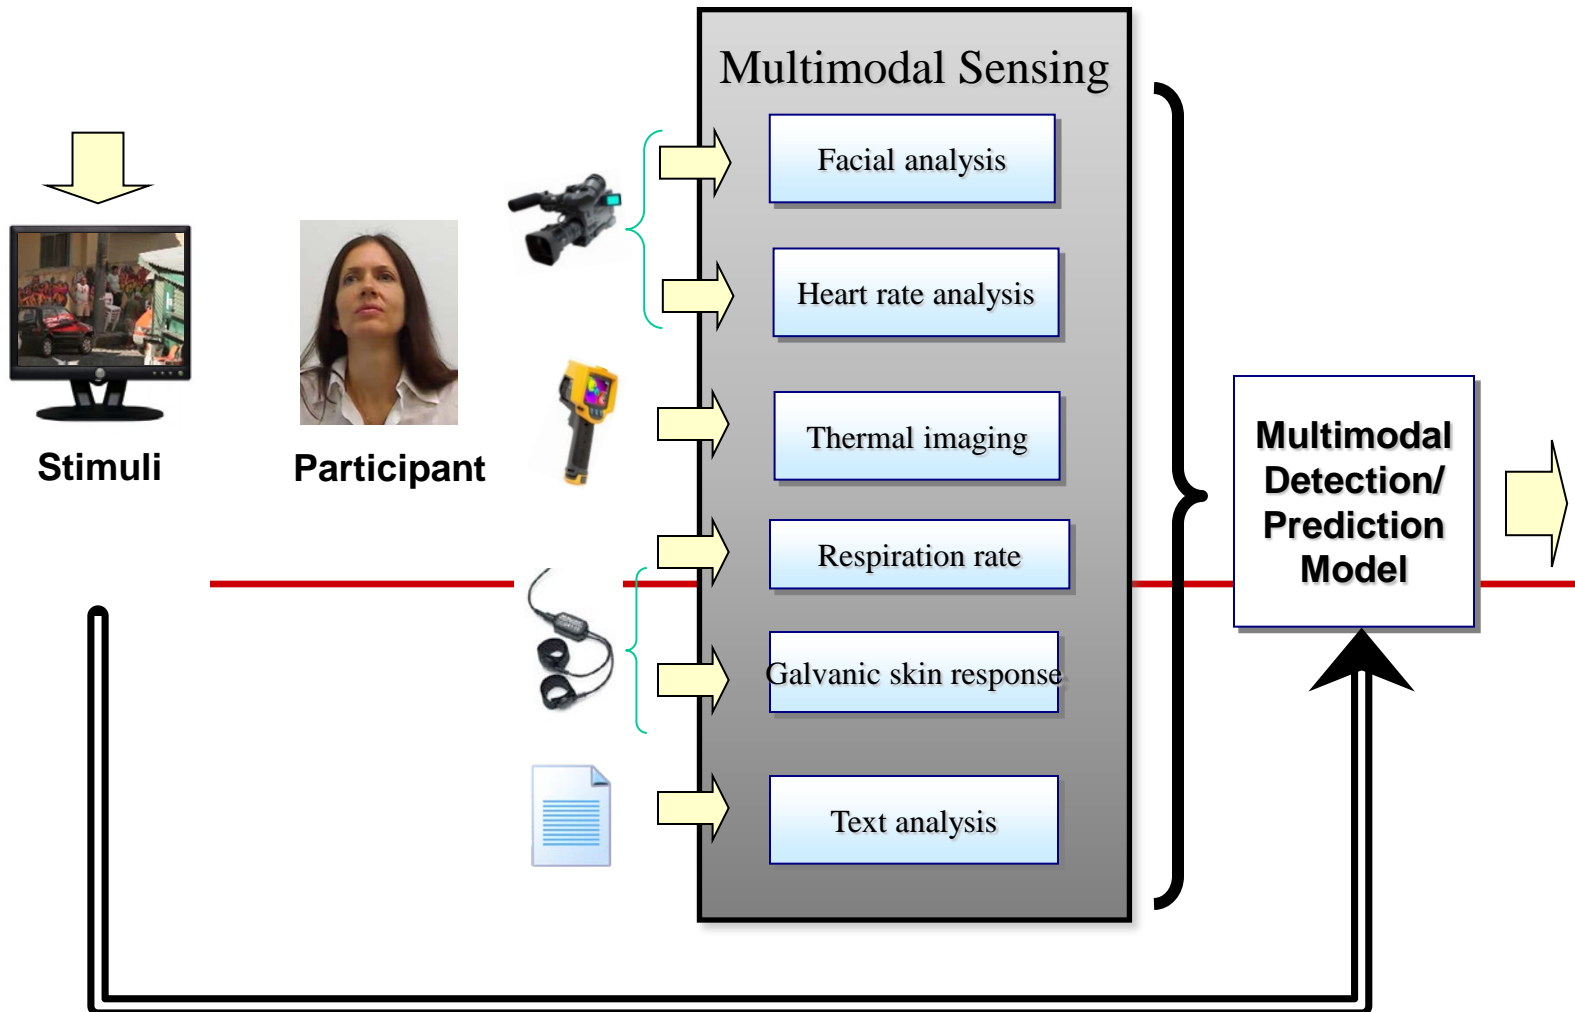 Multimodal Sensing
Facial analysis
Heart rate analysis
Thermal imaging
Respiration rate
Galvanic skin response
Text analysis
Stimuli
Participant
Multimodal
Detection/
Prediction
Model